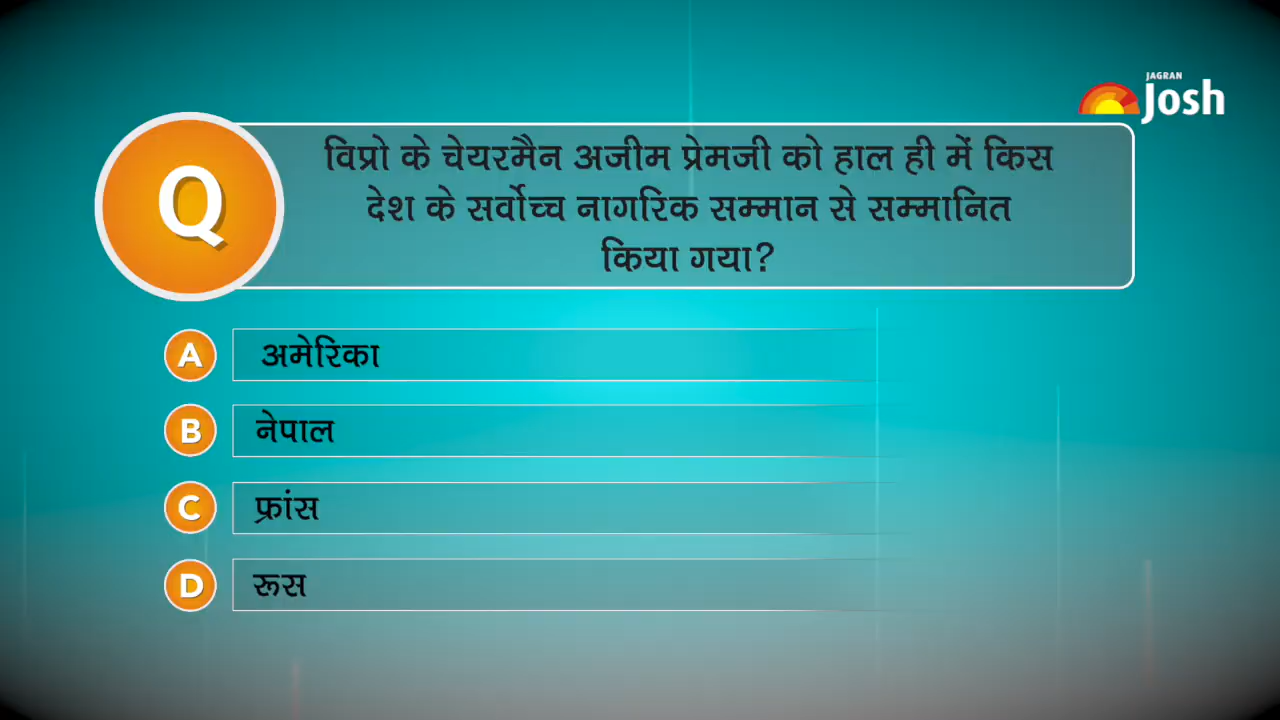 JAGRAN
Josh
Q
विप्रो के चेयरमैन अजीम प्रेमजी को हाल ही में किस
देश के सर्वोच्च नागरिक सम्मान से सम्मानित
किया गया?
A अमेरिका
B नेपाल
C फ्रांस
D रूस